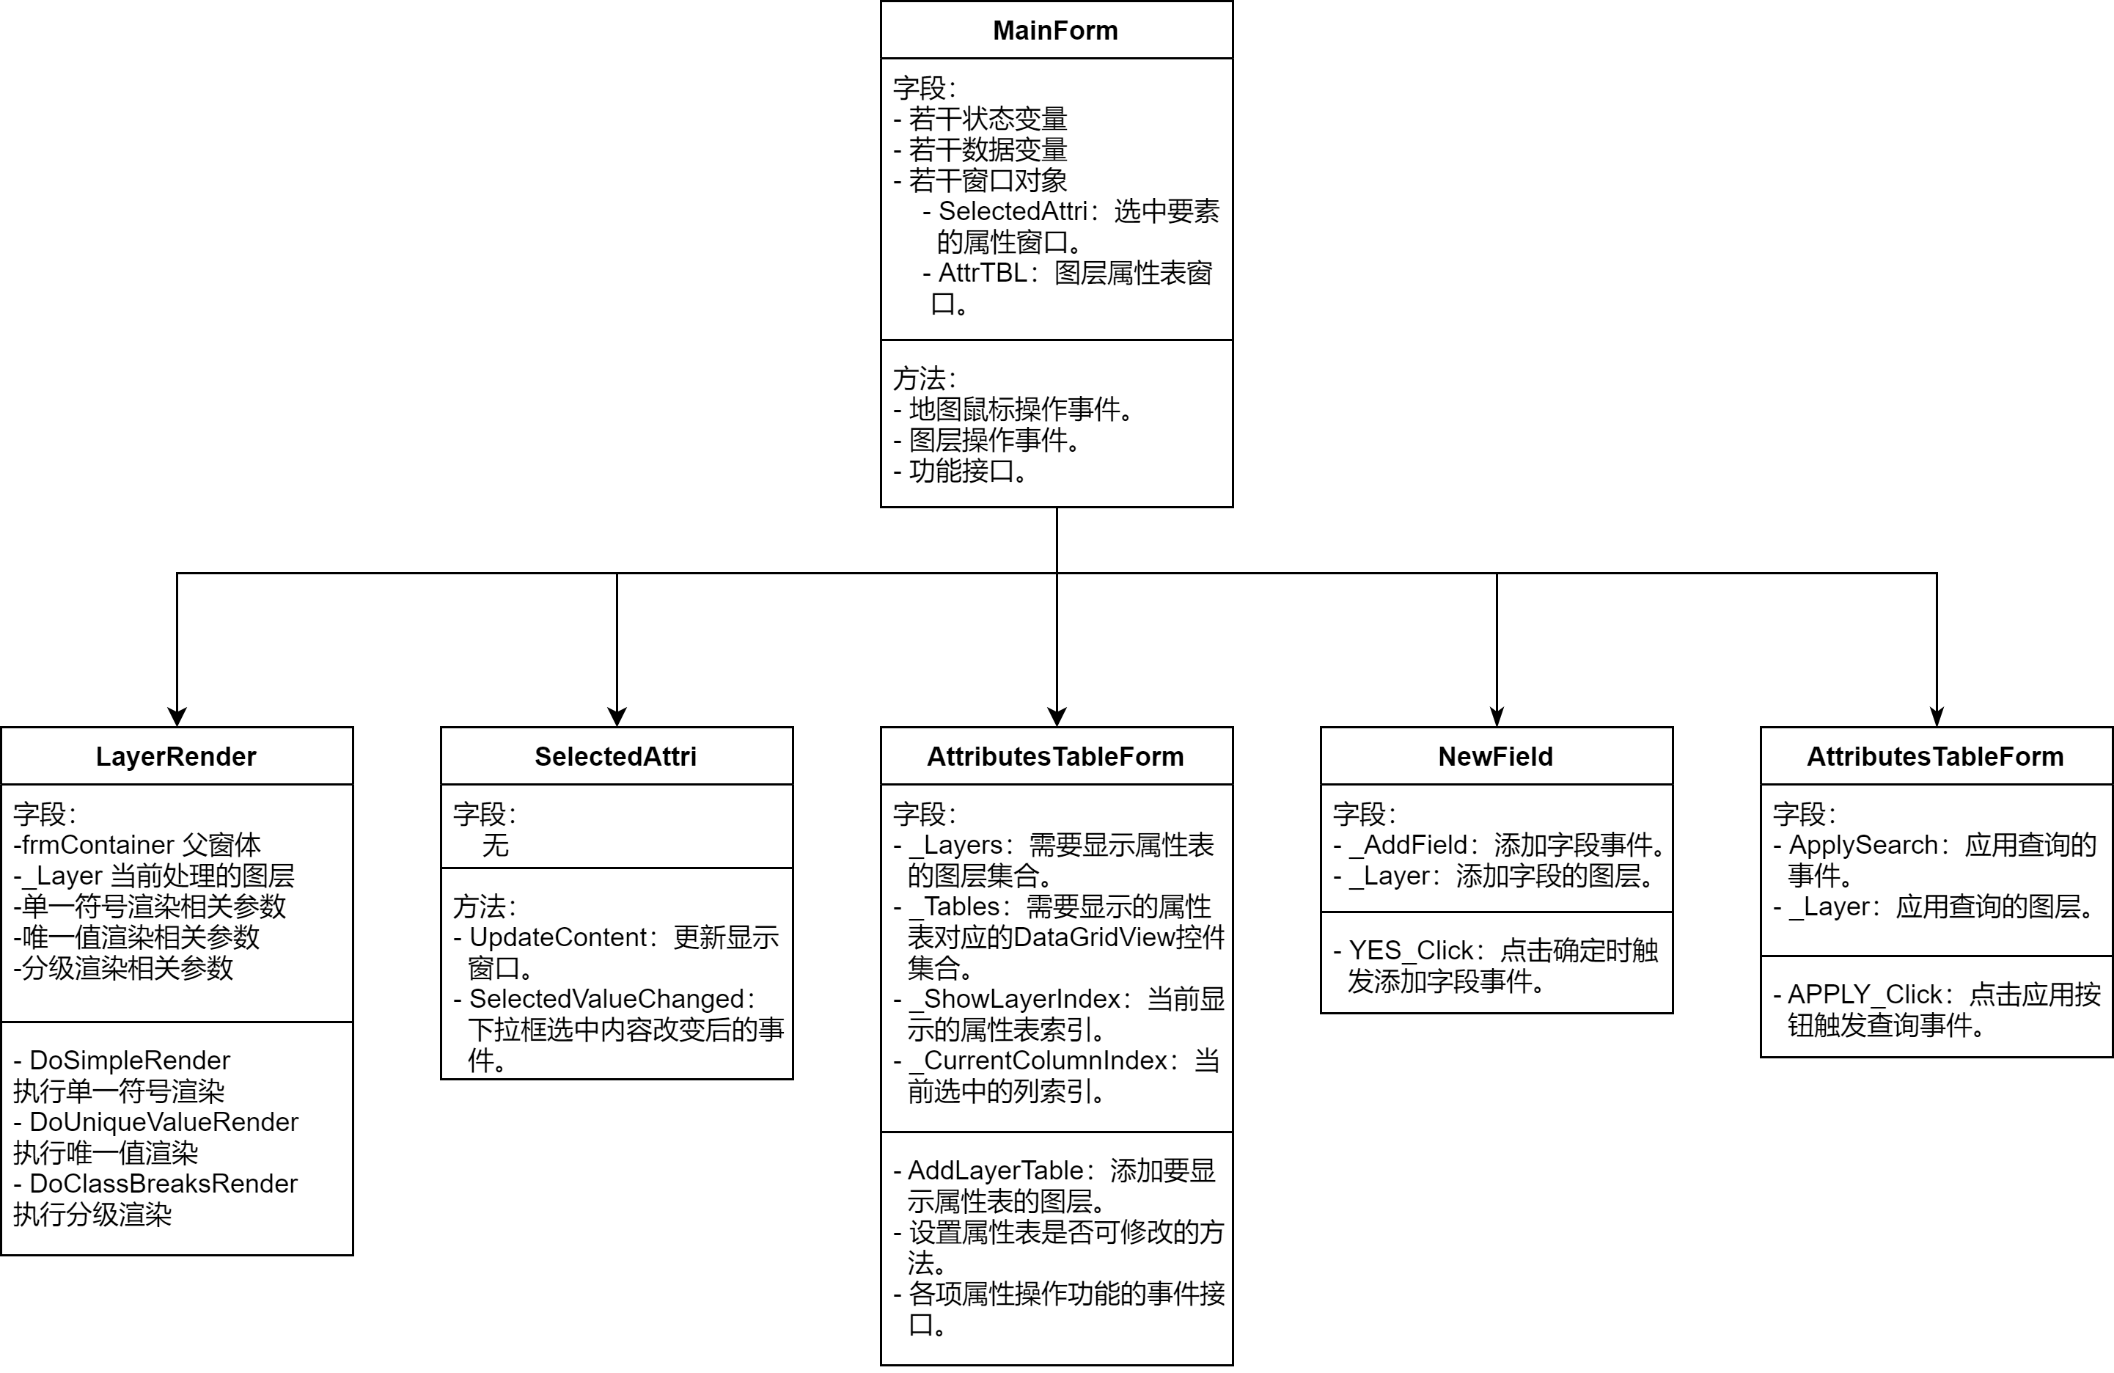 MainForm
字段：
- 若干状态变量
- 若干数据变量
- 若干窗口对象
- SelectedAttri：选中要素
的属性窗口。
- AttrTBL：图层属性表窗
口。
方法：
- 地图鼠标操作事件。
- 图层操作事件。
- 功能接口。
LayerRender
字段：
-frmContainer 父窗体
-_Layer 当前处理的图层
-单一符号渲染相关参数
-唯一值渲染相关参数
-分级渲染相关参数
- DoSimpleRender
执行单一符号渲染
- DoUniqueValueRender
执行唯一值渲染
- DoClassBreaksRender
执行分级渲染
SelectedAttri
字段：
无
方法：
- UpdateContent：更新显示
窗口。
- SelectedValueChanged：
下拉框选中内容改变后的事
件。
AttributesTableForm
字段：
- _Layers：需要显示属性表
的图层集合。
- _Tables：需要显示的属性
表对应的DataGridView控件
集合。
- _ShowLayerIndex：当前显
示的属性表索引。
- _CurrentColumnIndex：当
前选中的列索引。
- AddLayerTable：添加要显
示属性表的图层。
- 设置属性表是否可修改的方
法。
- 各项属性操作功能的事件接
口。
NewField
字段：
- _AddField：添加字段事件。
- _Layer：添加字段的图层。
- YES_Click：点击确定时触
发添加字段事件。
AttributesTableForm
字段：
- ApplySearch：应用查询的
事件。
- _Layer：应用查询的图层。
- APPLY_Click：点击应用按
钮触发查询事件。